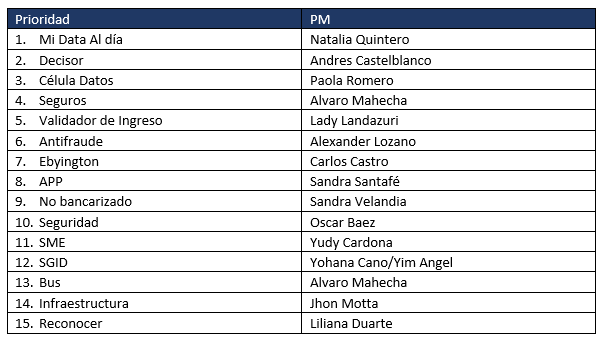 Prioridad PM
1. Mi Data Al día Natalia Quintero
2. Decisor Andres Castelblanco
3. Célula Datos Paola Romero
4. Seguros Alvaro Mahecha
5. Validador de Ingreso Lady Landazuri
6. Antifraude Alexander Lozano
7. Ebyington Carlos Castro
8. APP Sandra Santafé
9. No bancarizado Sandra Velandia
10. Seguridad Oscar Baez
11. SME Yudy Cardona
12. SGID Yohana Cano/Yim Angel
13. Bus Alvaro Mahecha
14. Infraestructura Jhon Motta
15. Reconocer Liliana Duarte